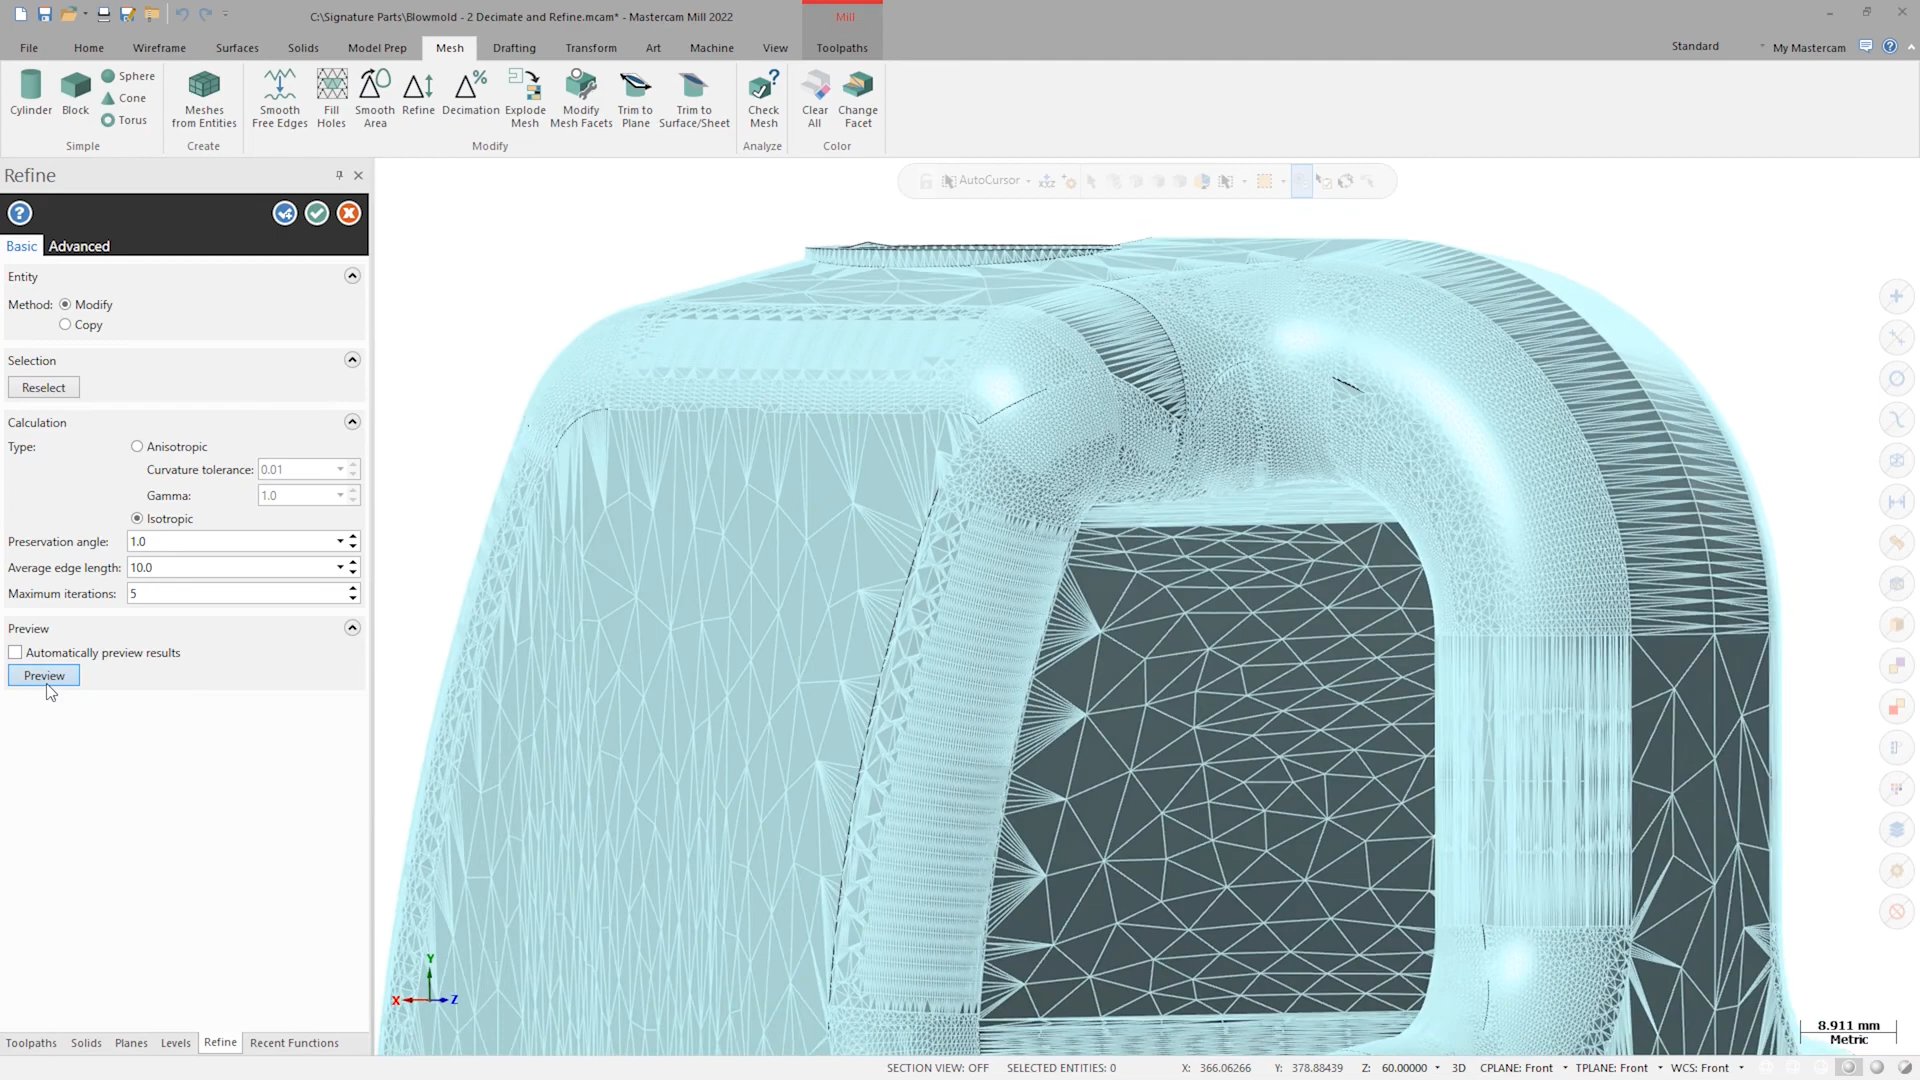 C:\Signature Parts\Blowmold - 2 Decimate and Refine.mcam* - Mastercam Mill 2022
Mill
File Home Wireframe Surfaces Solids Model Prep Mesh Drafting Transform Art Machine View Toolpaths
Standard My Mastercam
Cylinder Block Sphere Cone Torus
Simple
Meshes from Entities
Create
Smooth Free Edges
Fill Holes
Smooth Area
Refine
Decimation
Explode Mesh
Modify Mesh Facets
Trim to Plane
Trim to Surface/Sheet
Modify
Check Mesh
Analyze
Clear All
Change Facet
Color
Refine
AutoCursor
Basic Advanced
Entity
Method: Modify
Copy
Selection
Reselect
Calculation
Type: Anisotropic
Curvature tolerance: 0.01
Gamma: 1.0
Isotropic
Preservation angle: 1.0
Average edge length: 10.0
Maximum iterations: 5
Preview
Automatically preview results
Preview
Y
X Z
8.911 mm
Metric
Toolpaths Solids Planes Levels Refine Recent Functions
SECTION VIEW: OFF SELECTED ENTITIES: 0 X: 366.06266 Y: 378.88439 Z: 60.00000 3D CPLANE: Front TPLANE: Front WCS: Front